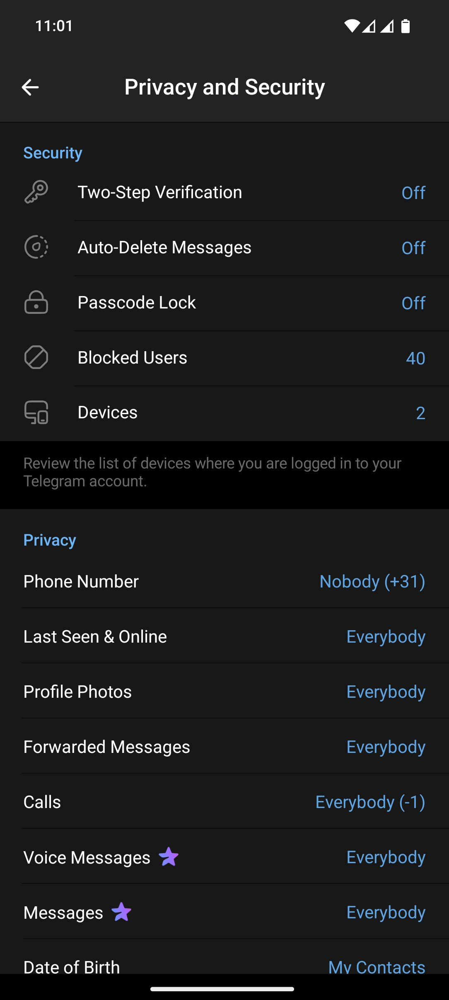 11:01
Privacy and Security
Security
Two-Step Verification Off
Auto-Delete Messages Off
Passcode Lock Off
Blocked Users 40
Devices 2
Review the list of devices where you are logged in to your
Telegram account.
Privacy
Phone Number Nobody (+31)
Last Seen & Online Everybody
Profile Photos Everybody
Forwarded Messages Everybody
Calls Everybody (-1)
Voice Messages Everybody
Messages Everybody
Date of Birth My Contacts